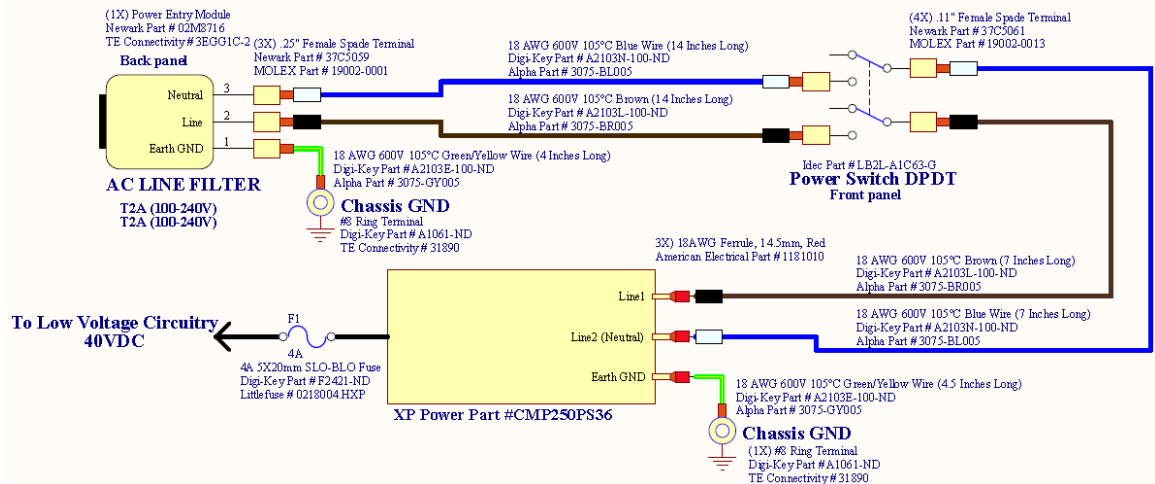 (1X) Power Entry Module
Newark Part # 02M8716
TE Connectivity # 3EGG1C-2
Back panel
(3X) .25" Female Spade Terminal
Newark Part # 37C5059
MOLEX Part # 19002-0001
Neutral
3
Line
2
Earth GND
1
AC LINE FILTER
T2A (100-240V)
T2A (100-240V)
18 AWG 600V 105°C Blue Wire (14 Inches Long)
Digi-Key Part # A2103N-100-ND
Alpha Part # 3075-BL005
18 AWG 600V 105°C Brown (14 Inches Long)
Digi-Key Part # A2103L-100-ND
Alpha Part # 3075-BR005
(4X) .11" Female Spade Terminal
Newark Part # 37C5061
MOLEX Part # 19002-0013
Idec Part # LB2L-A1C63-G
Power Switch DPDT
Front panel
18 AWG 600V 105°C Green/Yellow Wire (4 Inches Long)
Digi-Key Part # A2103E-100-ND
Alpha Part # 3075-GY005
Chassis GND
#8 Ring Terminal
Digi-Key Part # A1061-ND
TE Connectivity # 31890
3X) 18AWG Ferrule, 14.5mm, Red
American Electrical Part # 1181010
18 AWG 600V 105°C Brown (7 Inches Long)
Digi-Key Part # A2103L-100-ND
Alpha Part # 3075-BR005
18 AWG 600V 105°C Blue Wire (7 Inches Long)
Digi-Key Part # A2103N-100-ND
Alpha Part # 3075-BL005
Line1
Line2 (Neutral)
Earth GND
XP Power Part #CMP250PS36
To Low Voltage Circuitry
40VDC
F1
4A
4A 5X20mm SLO-BLO Fuse
Digi-Key Part # F2421-ND
Littlefuse # 0218004.HXP
18 AWG 600V 105°C Green/Yellow Wire (4.5 Inches Long)
Digi-Key Part # A2103E-100-ND
Alpha Part # 3075-GY005
Chassis GND
(1X) #8 Ring Terminal
Digi-Key Part # A1061-ND
TE Connectivity # 31890